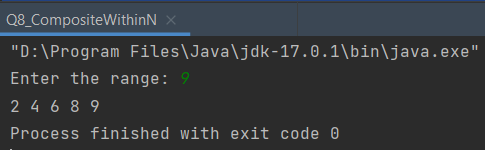 Q8_CompositeWithinN ×
"D:\Program Files\Java\jdk-17.0.1\bin\java.exe"
Enter the range: 9
2 4 6 8 9
Process finished with exit code 0